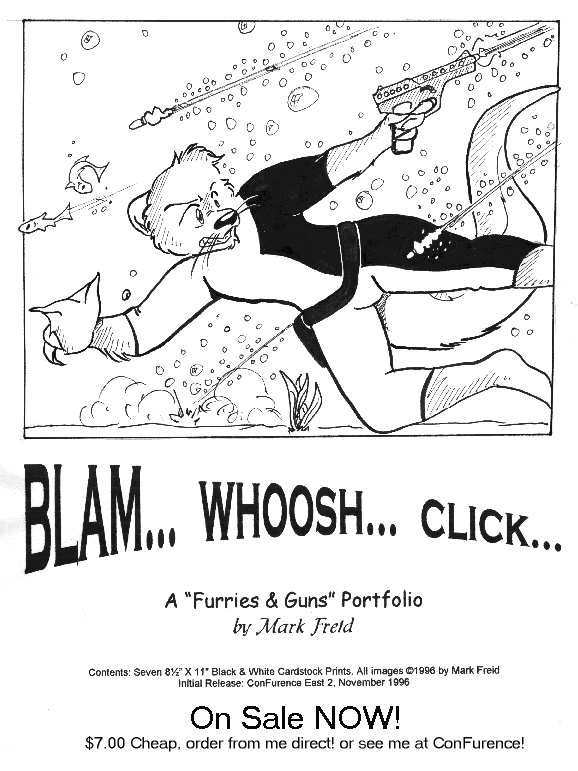 BLAM... WHOOSH... CLICK...
A "Furries & Guns" Portfolio
by Mark Freid
Contents: Seven 8½" X 11" Black & White Cardstock Prints. All images ©1996 by Mark Freid
Initial Release: ConFurence East 2, November 1996
On Sale NOW!
$7.00 Cheap, order from me direct! or see me at ConFurence!